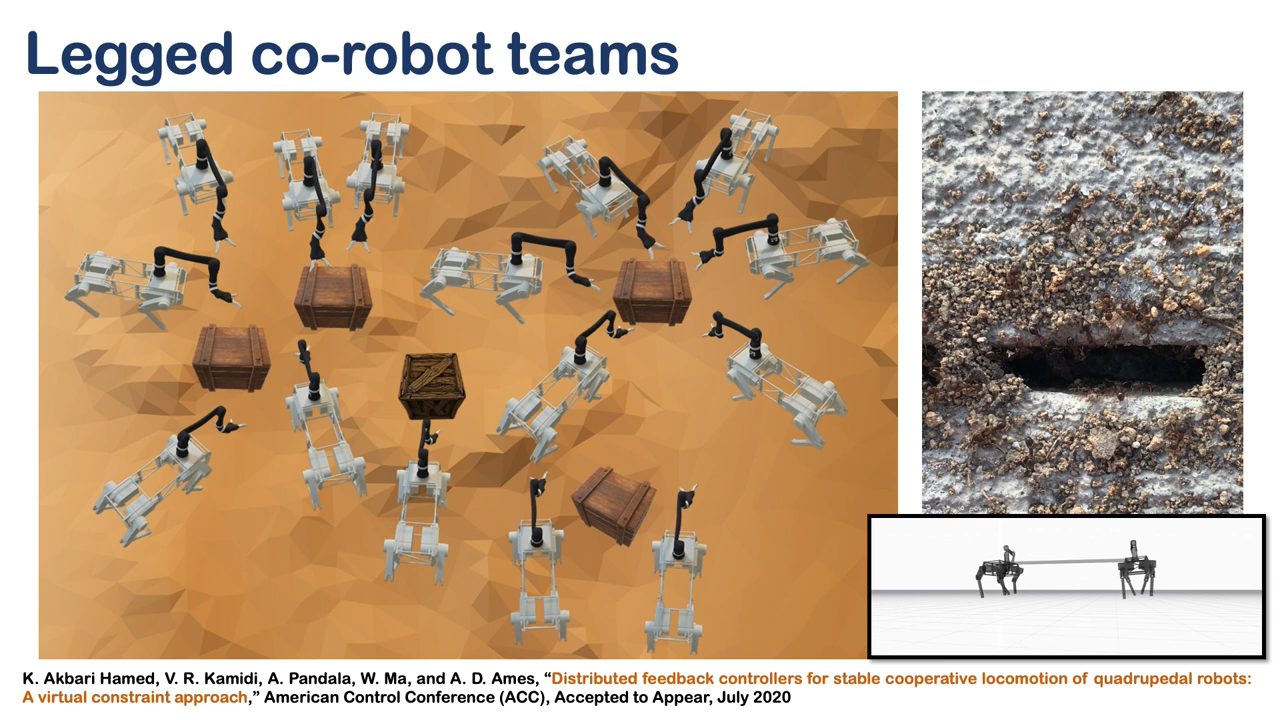 Legged co-robot teams
K. Akbari Hamed, V. R. Kamidi, A. Pandala, W. Ma, and A. D. Ames, “Distributed feedback controllers for stable cooperative locomotion of quadrupedal robots:
A virtual constraint approach,” American Control Conference (ACC), Accepted to Appear, July 2020